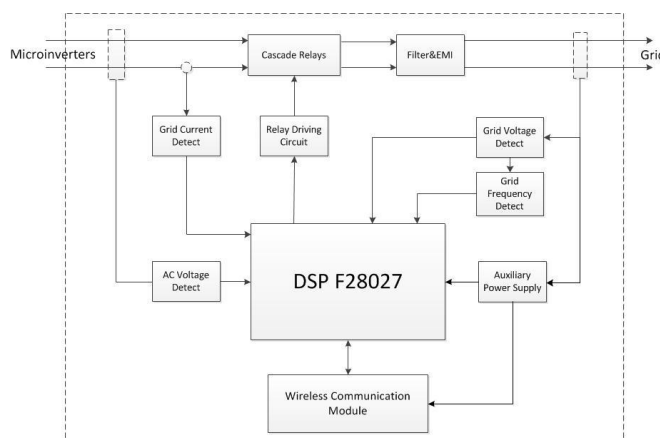 Microinverters
Cascade Relays
Filter&EMI
Grid
Grid Current
Detect
Relay Driving
Circuit
Grid Voltage
Detect
Grid
Frequency
Detect
DSP F28027
AC Voltage
Detect
Auxiliary
Power Supply
Wireless Communication
Module